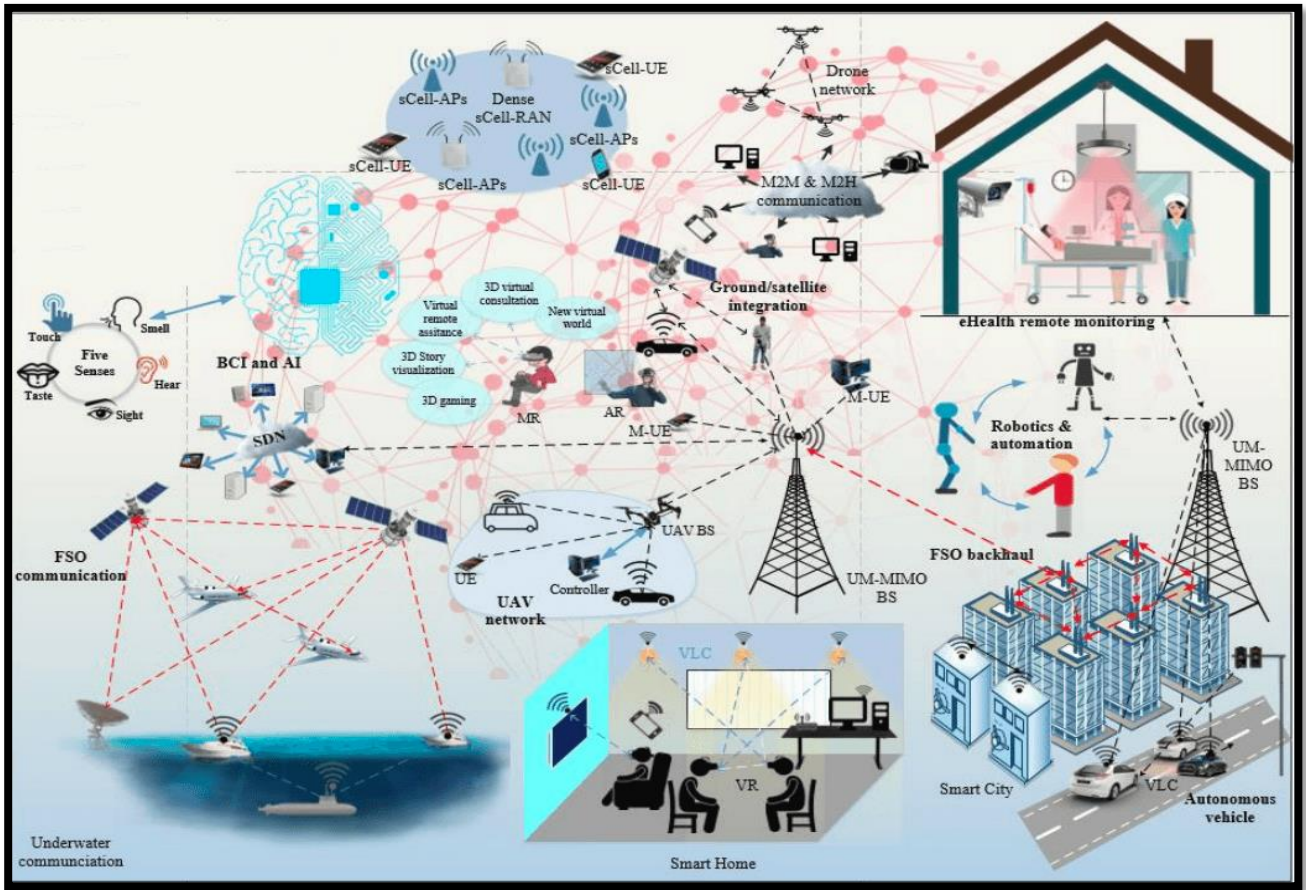 sCell-UE
sCell-APs
Dense
sCell-RAN
sCell-APs
sCell-UE
sCell-APs
sCell-UE
Drone
network
M2M & M2H
communication
Ground/satellite
integration
eHealth remote monitoring
Touch
Smell
Five
Senses
Hear
Taste
Sight
BCI and AI
3D virtual
consultation
Virtual
remote
assitance
New virtual
world
3D Story
visualization
3D gaming
MR
AR
M-UE
M-UE
SDN
Robotics &
automation
UM-
MIMO
BS
FSO
communication
UAV BS
UE
Controller
UAV
network
UM-MIMO
BS
FSO backhaul
VLC
VR
Smart Home
Smart City
VLC
Autonomous
vehicle
Underwater
communciation